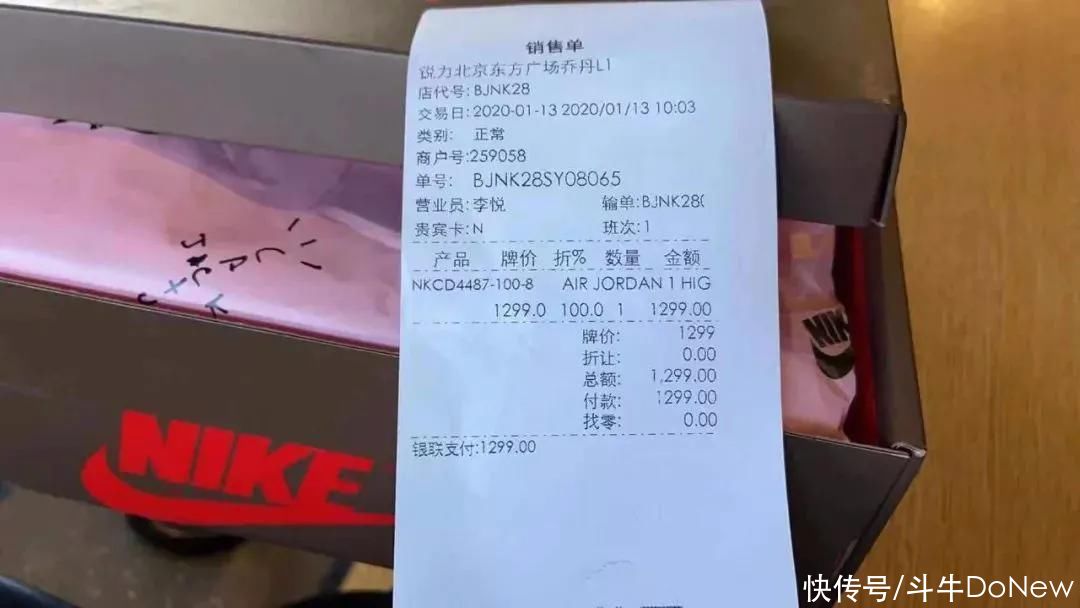 销售单
锐力北京东方广场乔丹L1
店代号: BJNK28
交易日: 2020-01-13 2020/01/13 10:03
类别: 正常
商户号:259058
单号: BJNK28SY08065
营业员: 李悦 输单:BJNK28(
贵宾卡: N 班次:1
产品 牌价 折% 数量 金额
NKCD4487-100-8 AIR JORDAN 1 HIG
1299.0 100.0 1 1299.00
牌价: 1299
折让: 0.00
总额: 1,299.00
付款: 1299.00
找零: 0.00
银联支付:1299.00
NIKE
NIK
快传号/斗牛DoNew